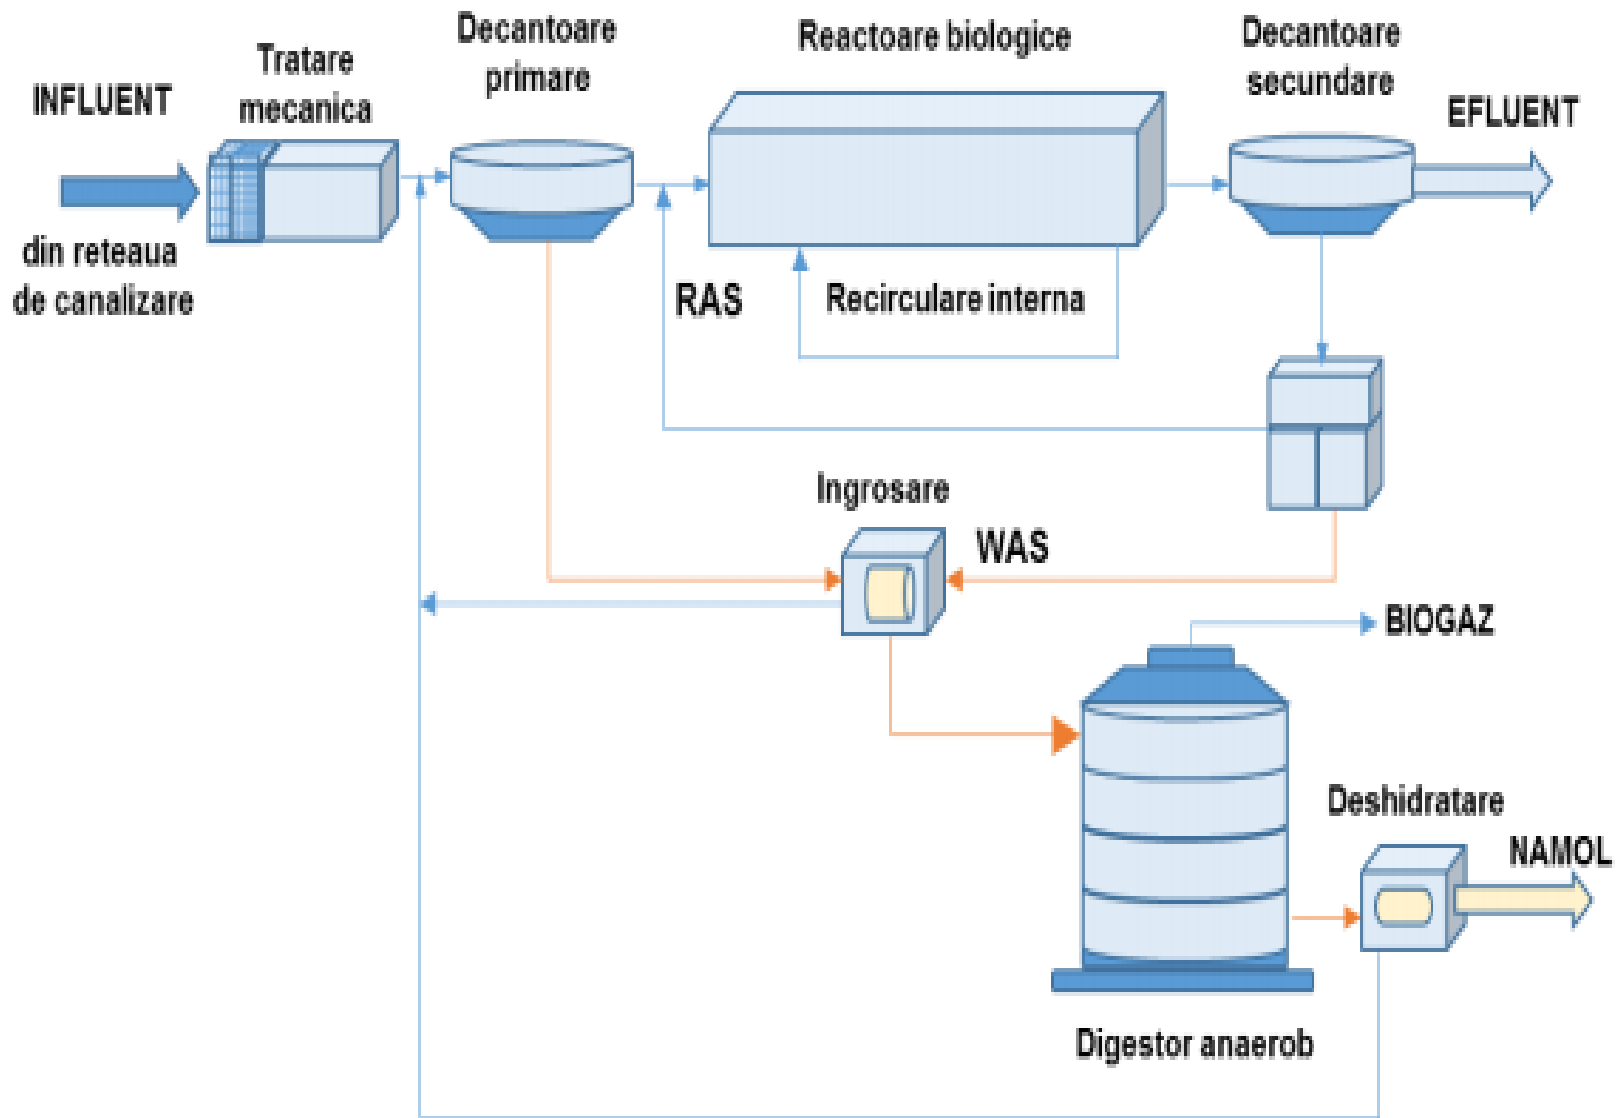 INFLUENT
din reteaua
de canalizare
Tratare
mecanica
Decantoare
primare
Reactoare biologice
Decantoare
secundare
EFLUENT
RAS
Recirculare interna
Ingrosare
WAS
BIOGAZ
Deshidratare
NAMOL
Digestor anaerob